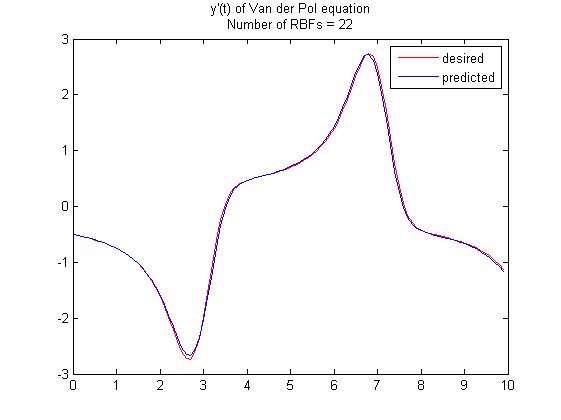 y'(t) of Van der Pol equation
Number of RBFs = 22
3
2
1
0
-1
-2
-3
desired
predicted
0 1 2 3 4 5 6 7 8 9 10